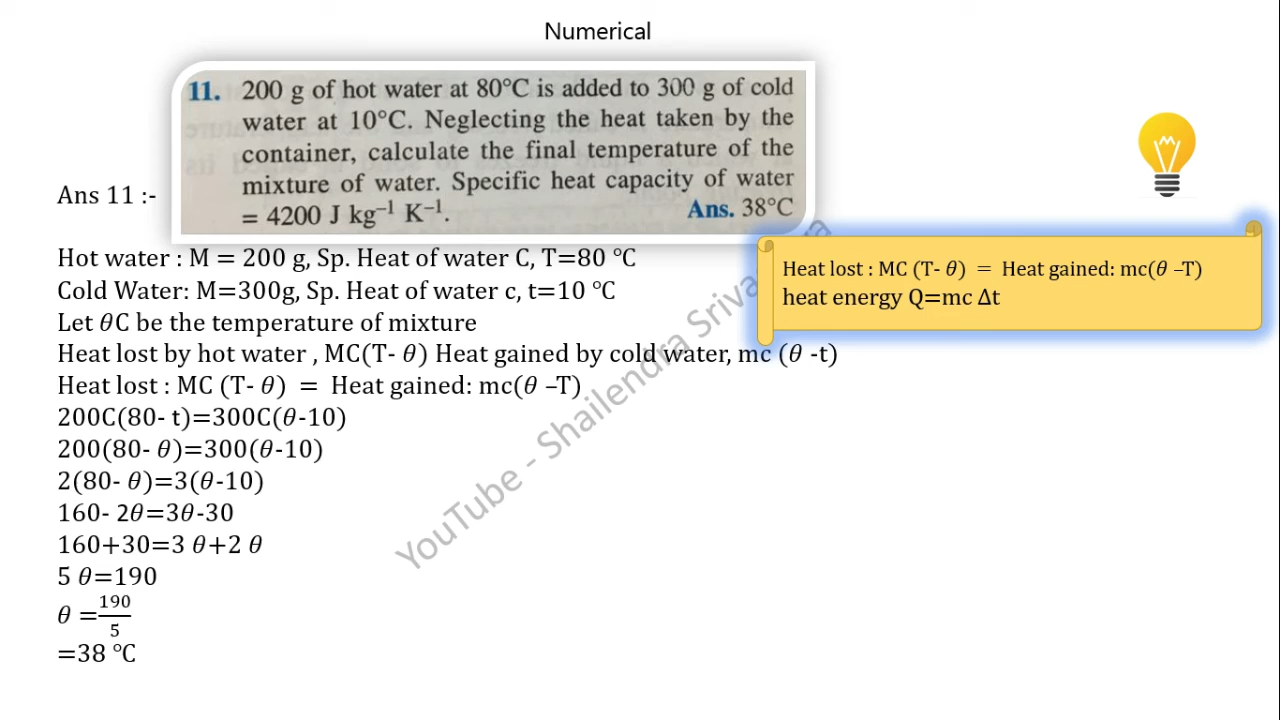 Numerical
11. 200 g of hot water at 80°C is added to 300 g of cold
water at 10°C. Neglecting the heat taken by the
container, calculate the final temperature of the
mixture of water. Specific heat capacity of water
= 4200 J kg⁻¹ K⁻¹. Ans. 38°C
Ans 11 :-
Hot water : M = 200 g, Sp. Heat of water C, T=80 °C
Cold Water: M=300g, Sp. Heat of water c, t=10 °C
Let θC be the temperature of mixture
Heat lost by hot water , MC(T- θ) Heat gained by cold water, mc (θ -t)
Heat lost : MC (T- θ) = Heat gained: mc(θ –T)
200C(80- t)=300C(θ-10)
200(80- θ)=300(θ-10)
2(80- θ)=3(θ-10)
160- 2θ=3θ-30
160+30=3 θ+2 θ
5 θ=190
θ =190/5
=38 °C
Heat lost : MC (T- θ) = Heat gained: mc(θ –T)
heat energy Q=mc Δt
YouTube - Shailendra Sriva